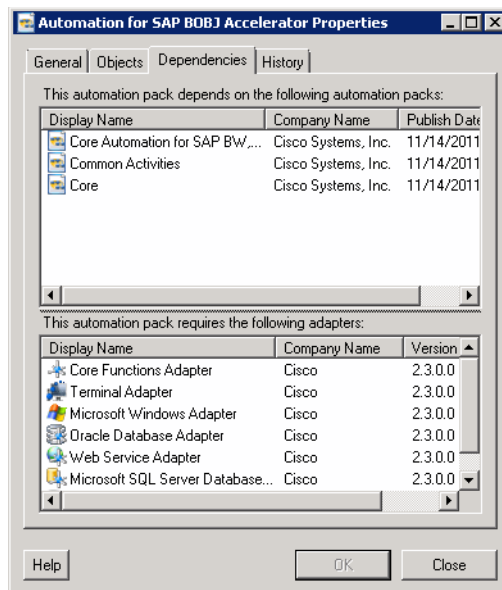 Automation for SAP BOBJ Accelerator Properties
General Objects Dependencies History
This automation pack depends on the following automation packs:
Display Name Company Name Publish Date
Core Automation for SAP BW,... Cisco Systems, Inc. 11/14/2011
Common Activities Cisco Systems, Inc. 11/14/2011
Core Cisco Systems, Inc. 11/14/2011
This automation pack requires the following adapters:
Display Name Company Name Version
Core Functions Adapter Cisco 2.3.0.0
Terminal Adapter Cisco 2.3.0.0
Microsoft Windows Adapter Cisco 2.3.0.0
Oracle Database Adapter Cisco 2.3.0.0
Web Service Adapter Cisco 2.3.0.0
Microsoft SQL Server Database... Cisco 2.3.0.0
Help OK Close